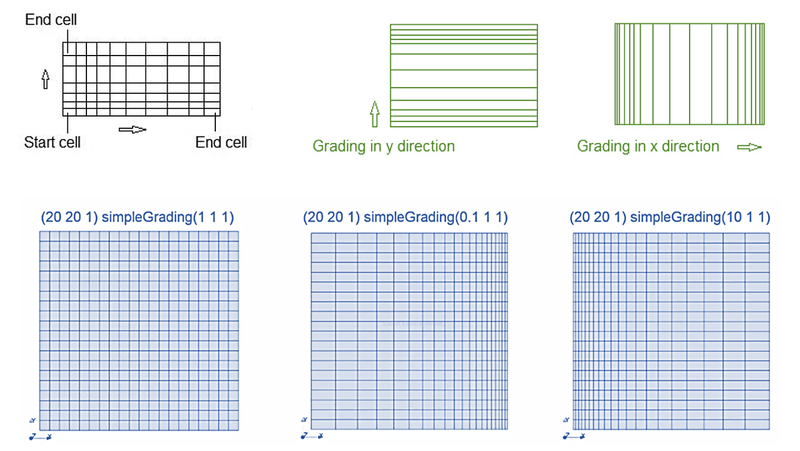 End cell
Start cell
End cell
Grading in y direction
Grading in x direction
(20 20 1) simpleGrading(1 1 1)
(20 20 1) simpleGrading(0.1 1 1)
(20 20 1) simpleGrading(10 1 1)
Y
Z X
Y
Z X
Y
Z X